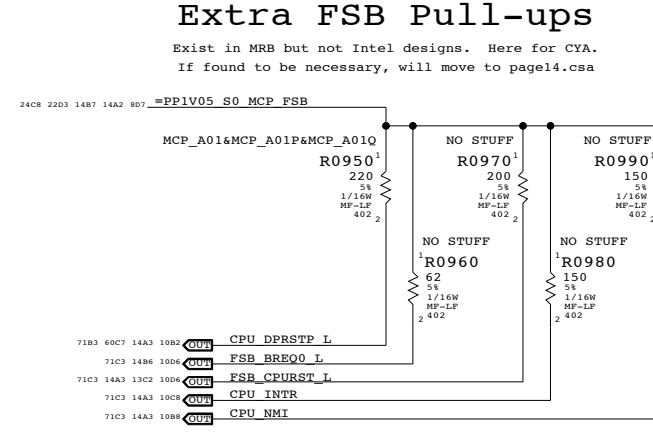 Extra FSB Pull-ups
Exist in MRB but not Intel designs. Here for CYA.
If found to be necessary, will move to page14.csa
24C8 22D3 14B7 14A2 8D7 =PP1V05_S0_MCP_FSB
MCP_A01&MCP_A01P&MCP_A01Q
R0950 1
220
5%
1/16W
MF-LF
402 2
NO STUFF
R0970 1
200
5%
1/16W
MF-LF
402 2
NO STUFF
R0990 1
150
5%
1/16W
MF-LF
402 2
NO STUFF
1 R0960
62
5%
1/16W
MF-LF
2 402
NO STUFF
1 R0980
150
5%
1/16W
MF-LF
2 402
71B3 60C7 14A3 10B2 OUT CPU_DPRSTP_L
71C3 14B6 10D6 OUT FSB_BREQ0_L
71C3 14A3 13C2 10D6 OUT FSB_CPURST_L
71C3 14A3 10C8 OUT CPU_INTR
71C3 14A3 10B8 OUT CPU_NMI